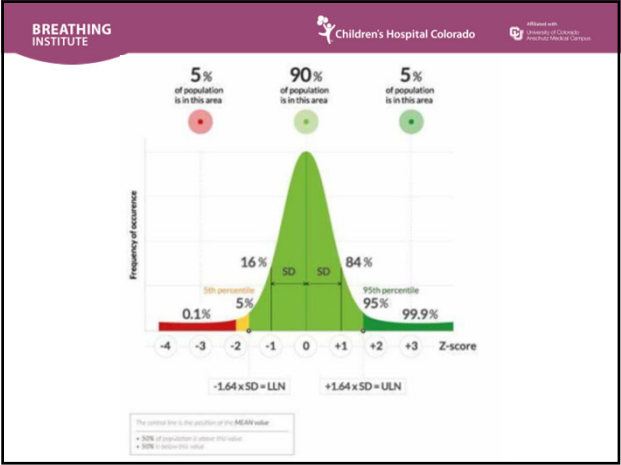 BREATHING
INSTITUTE
Children's Hospital Colorado
Affiliated with
University of Colorado
Anschutz Medical Campus
5%
of population
is in this area
90%
of population
is in this area
5%
of population
is in this area
Frequency of occurence
16%
SD
SD
84%
5th percentile
5%
95th percentile
95%
0.1%
99.9%
-4 -3 -2 -1 0 +1 +2 +3 Z-score
-1.64 x SD = LLN
+1.64 x SD = ULN
The central line is the position of the MEAN value
• 50% of population is above this value
• 50% is below this value